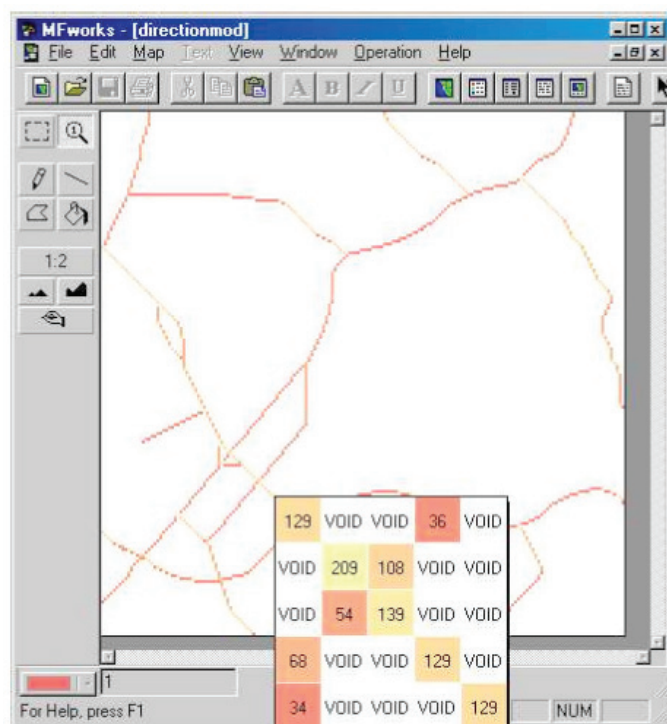 MFworks - [directionmod]
File Edit Map Text View Window Operation Help
A B I U
1
1:2
129 VOID VOID 36 VOID
VOID 209 108 VOID VOID
VOID 54 139 VOID VOID
68 VOID VOID 129 VOID
34 VOID VOID VOID 129
1
For Help, press F1
NUM